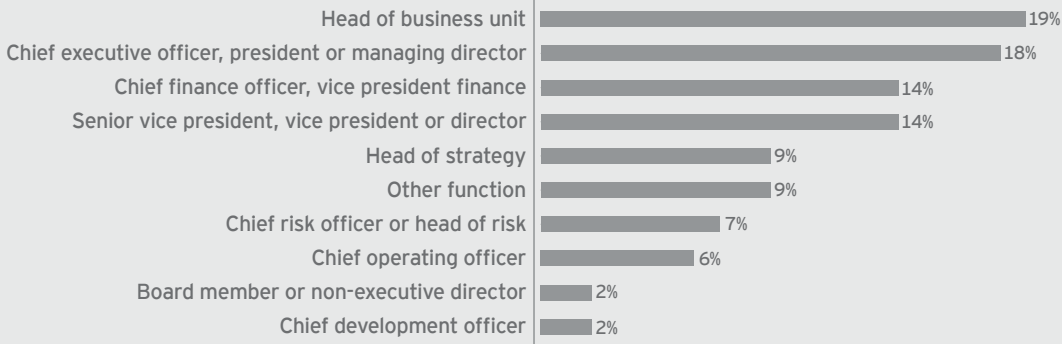 Head of business unit 19%
Chief executive officer, president or managing director 18%
Chief finance officer, vice president finance 14%
Senior vice president, vice president or director 14%
Head of strategy 9%
Other function 9%
Chief risk officer or head of risk 7%
Chief operating officer 6%
Board member or non-executive director 2%
Chief development officer 2%